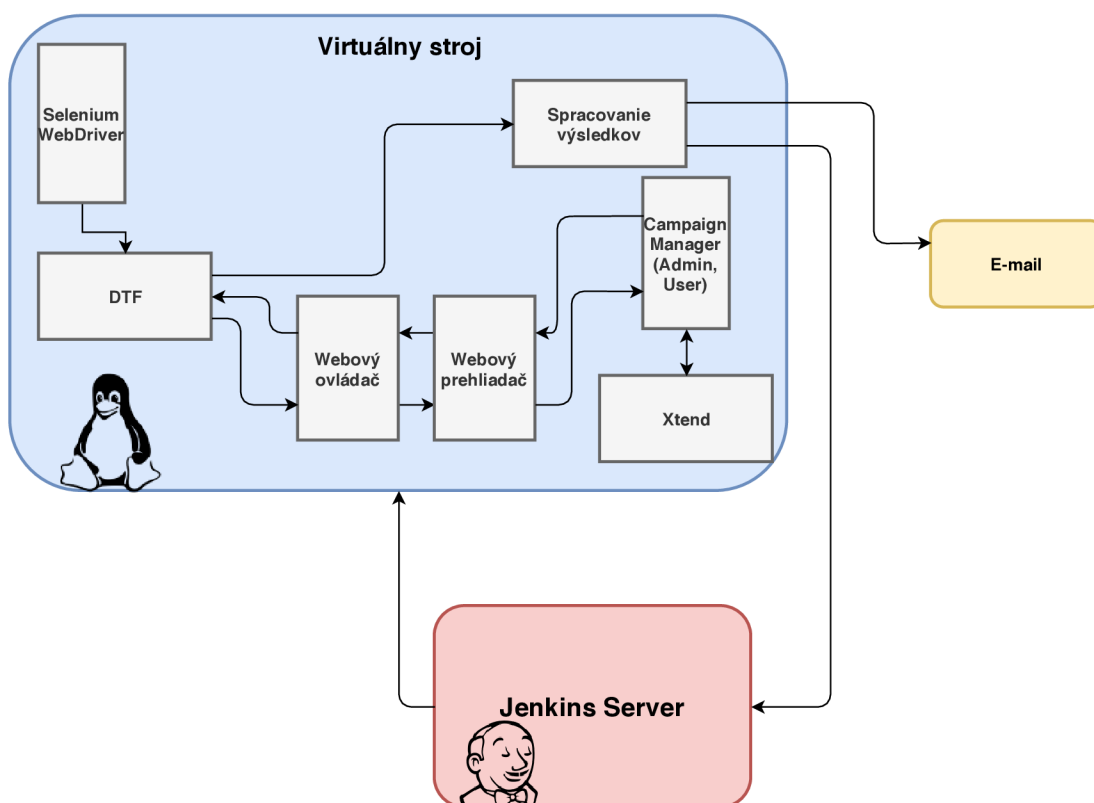 Virtuálny stroj
Selenium
WebDriver
Spracovanie
výsledkov
Campaign
Manager
(Admin,
User)
E-mail
DTF
Webový
ovládač
Webový
prehliadač
Xtend
Jenkins Server